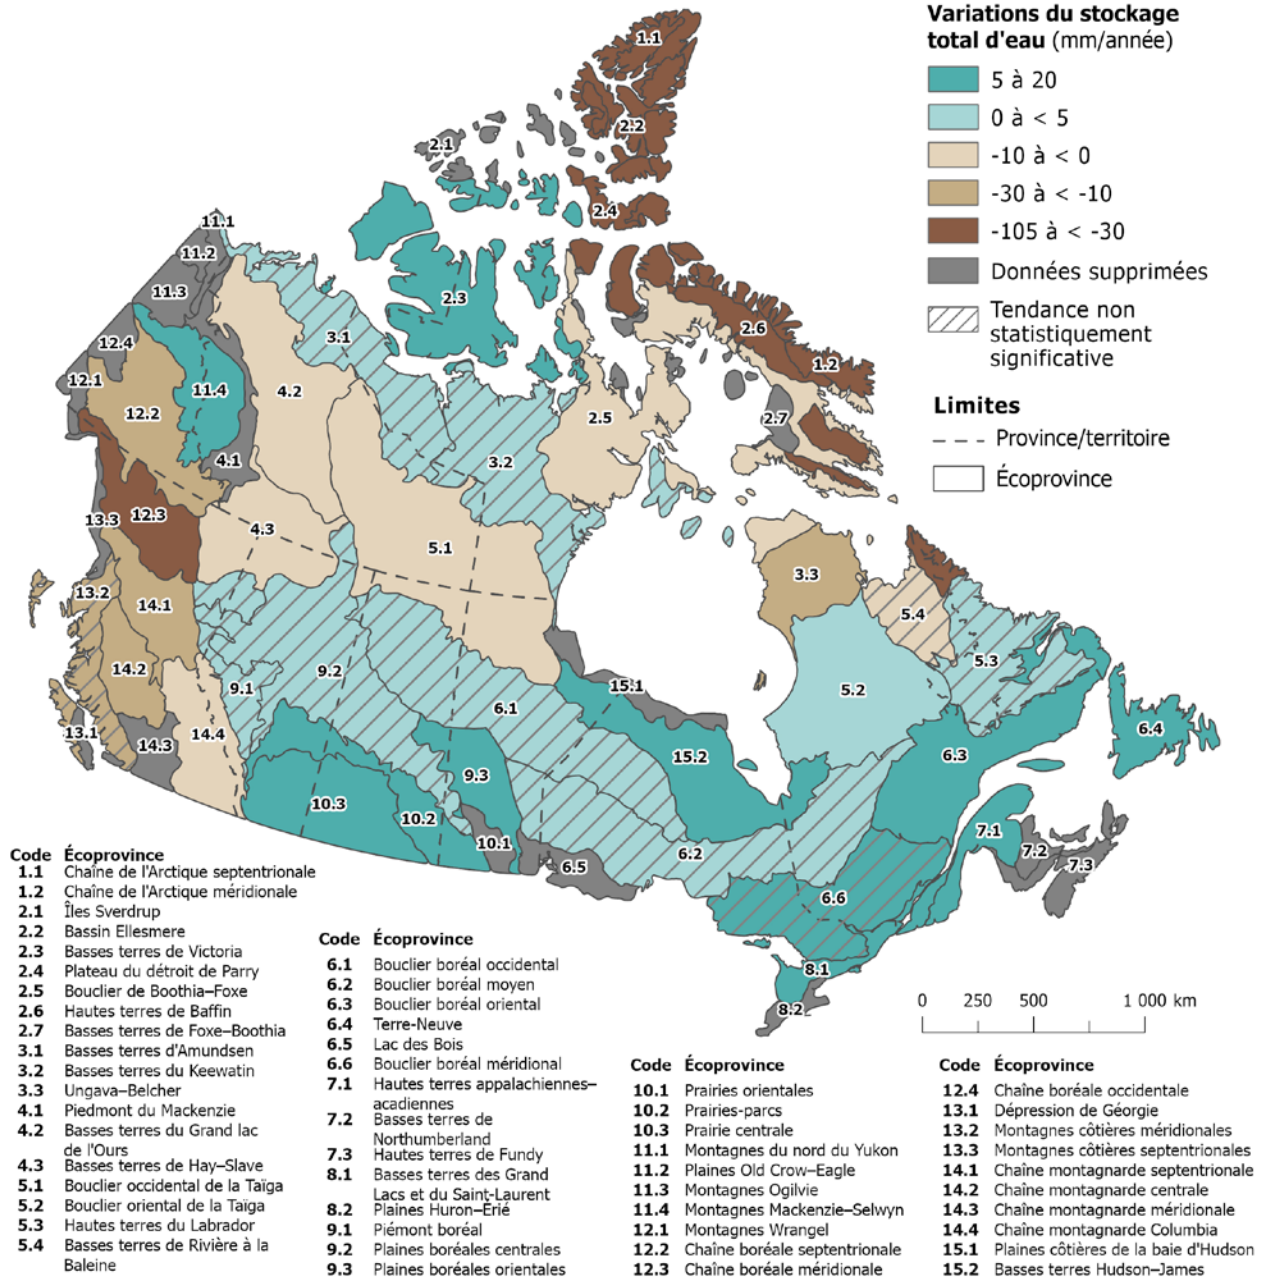 Variations du stockage
total d'eau (mm/année)
5 à 20
0 à < 5
-10 à < 0
-30 à < -10
-105 à < -30
Données supprimées
Tendance non
statistiquement
significative
Limites
Province/territoire
Écoprovince
1.1
2.2
2.1
2.4
11.1
11.2
11.3
2.3
2.6
3.1
12.4
1.2
12.1
11.4
4.2
12.2
2.5
2.7
4.1
3.2
12.3
13.3
4.3
5.1
3.3
13.2
14.1
5.4
14.2
9.1
9.2
5.3
15.1
5.2
6.1
13.1
14.3
14.4
6.4
15.2
6.3
9.3
10.3
10.2
7.1
10.1
6.2
7.2
6.5
7.3
6.6
8.1
8.2
0 250 500 1 000 km
Code Écoprovince
1.1 Chaîne de l'Arctique septentrionale
1.2 Chaîne de l'Arctique méridionale
2.1 Îles Sverdrup
2.2 Bassin Ellesmere
2.3 Basses terres de Victoria
2.4 Plateau du détroit de Parry
2.5 Bouclier de Boothia–Foxe
2.6 Hautes terres de Baffin
2.7 Basses terres de Foxe–Boothia
3.1 Basses terres d'Amundsen
3.2 Basses terres du Keewatin
3.3 Ungava–Belcher
4.1 Piedmont du Mackenzie
4.2 Basses terres du Grand lac
de l'Ours
4.3 Basses terres de Hay–Slave
5.1 Bouclier occidental de la Taïga
5.2 Bouclier oriental de la Taïga
5.3 Hautes terres du Labrador
5.4 Basses terres de Rivière à la
Baleine
Code Écoprovince
6.1 Bouclier boréal occidental
6.2 Bouclier boréal moyen
6.3 Bouclier boréal oriental
6.4 Terre-Neuve
6.5 Lac des Bois
6.6 Bouclier boréal méridional
7.1 Hautes terres appalachiennes–
acadiennes
7.2 Basses terres de
Northumberland
7.3 Hautes terres de Fundy
8.1 Basses terres des Grand
Lacs et du Saint-Laurent
8.2 Plaines Huron–Érié
9.1 Piémont boréal
9.2 Plaines boréales centrales
9.3 Plaines boréales orientales
Code Écoprovince
10.1 Prairies orientales
10.2 Prairies-parcs
10.3 Prairie centrale
11.1 Montagnes du nord du Yukon
11.2 Plaines Old Crow–Eagle
11.3 Montagnes Ogilvie
11.4 Montagnes Mackenzie–Selwyn
12.1 Montagnes Wrangel
12.2 Chaîne boréale septentrionale
12.3 Chaîne boréale méridionale
Code Écoprovince
12.4 Chaîne boréale occidentale
13.1 Dépression de Géorgie
13.2 Montagnes côtières méridionales
13.3 Montagnes côtières septentrionales
14.1 Chaîne montagnarde septentrionale
14.2 Chaîne montagnarde centrale
14.3 Chaîne montagnarde méridionale
14.4 Chaîne montagnarde Columbia
15.1 Plaines côtières de la baie d'Hudson
15.2 Basses terres Hudson–James